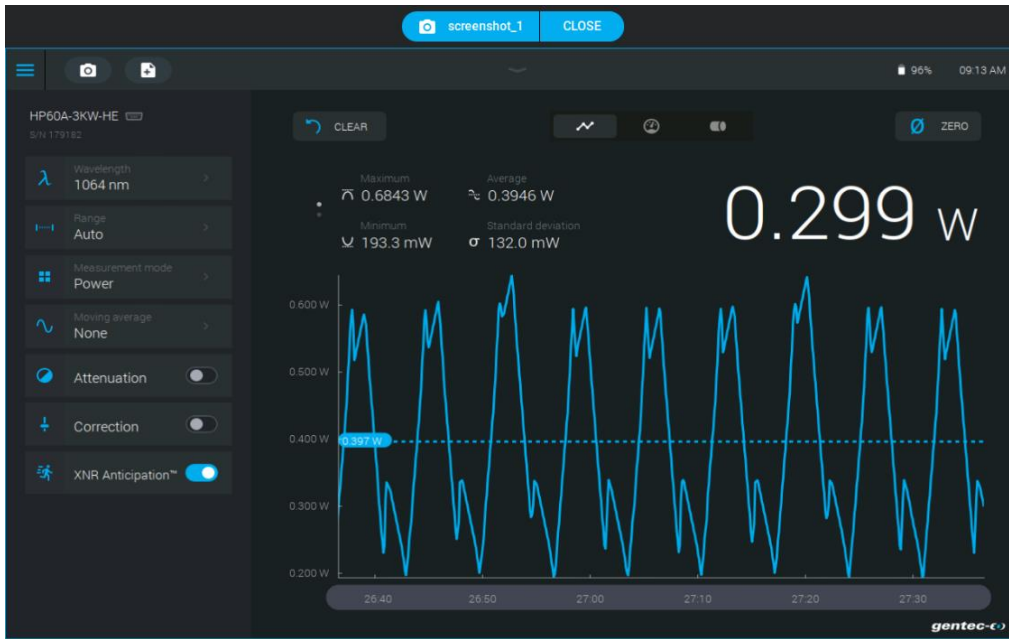 screenshot_1 CLOSE
96% 09:13 AM
HP60A-3KW-HE
S/N 179182
CLEAR
ZERO
Wavelength
1064 nm
Range
Auto
Measurement mode
Power
Moving average
None
Attenuation
Correction
XNR Anticipation™
Maximum
0.6843 W
Average
0.3946 W
Minimum
193.3 mW
Standard deviation
σ 132.0 mW
0.299 W
0.600 W
0.500 W
0.400 W
0.397 W
0.300 W
0.200 W
26:40 26:50 27:00 27:10 27:20 27:30
gentec-eo